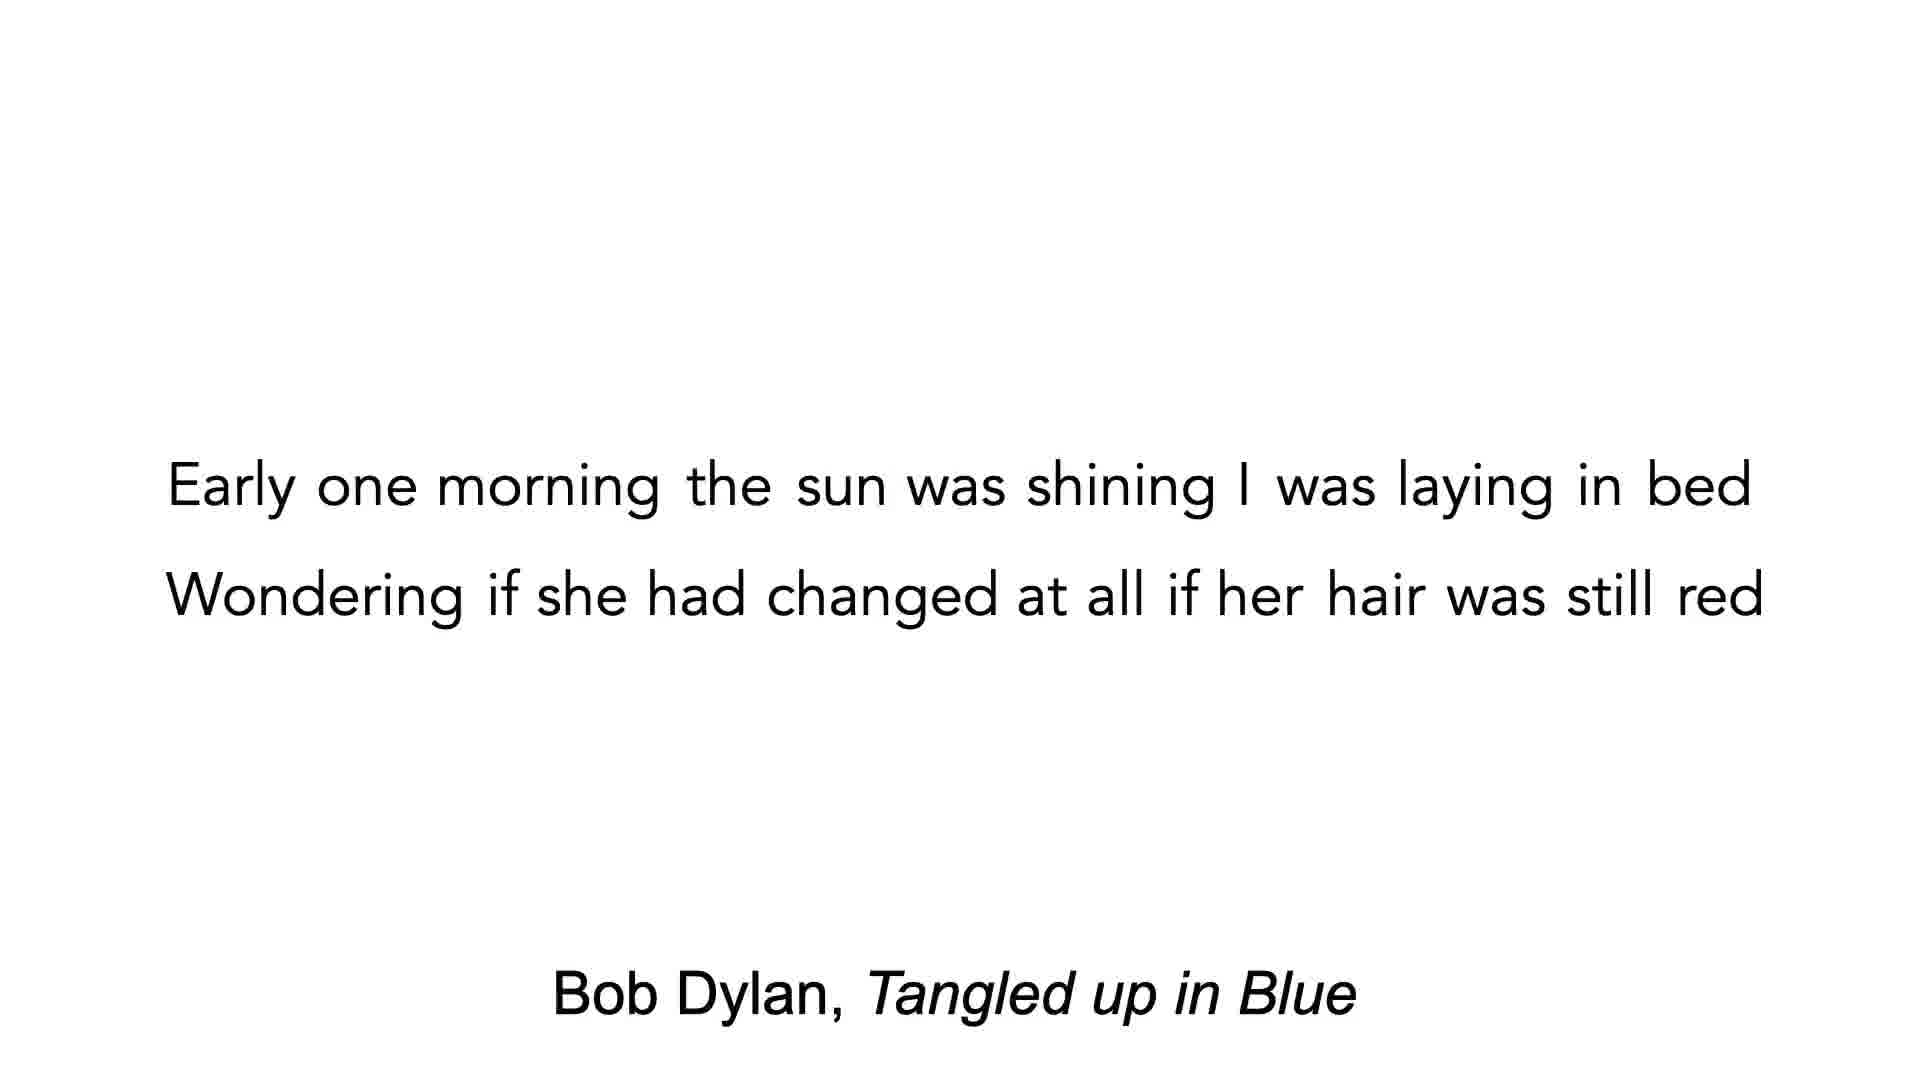 Early one morning the sun was shining I was laying in bed
Wondering if she had changed at all if her hair was still red
Bob Dylan, Tangled up in Blue